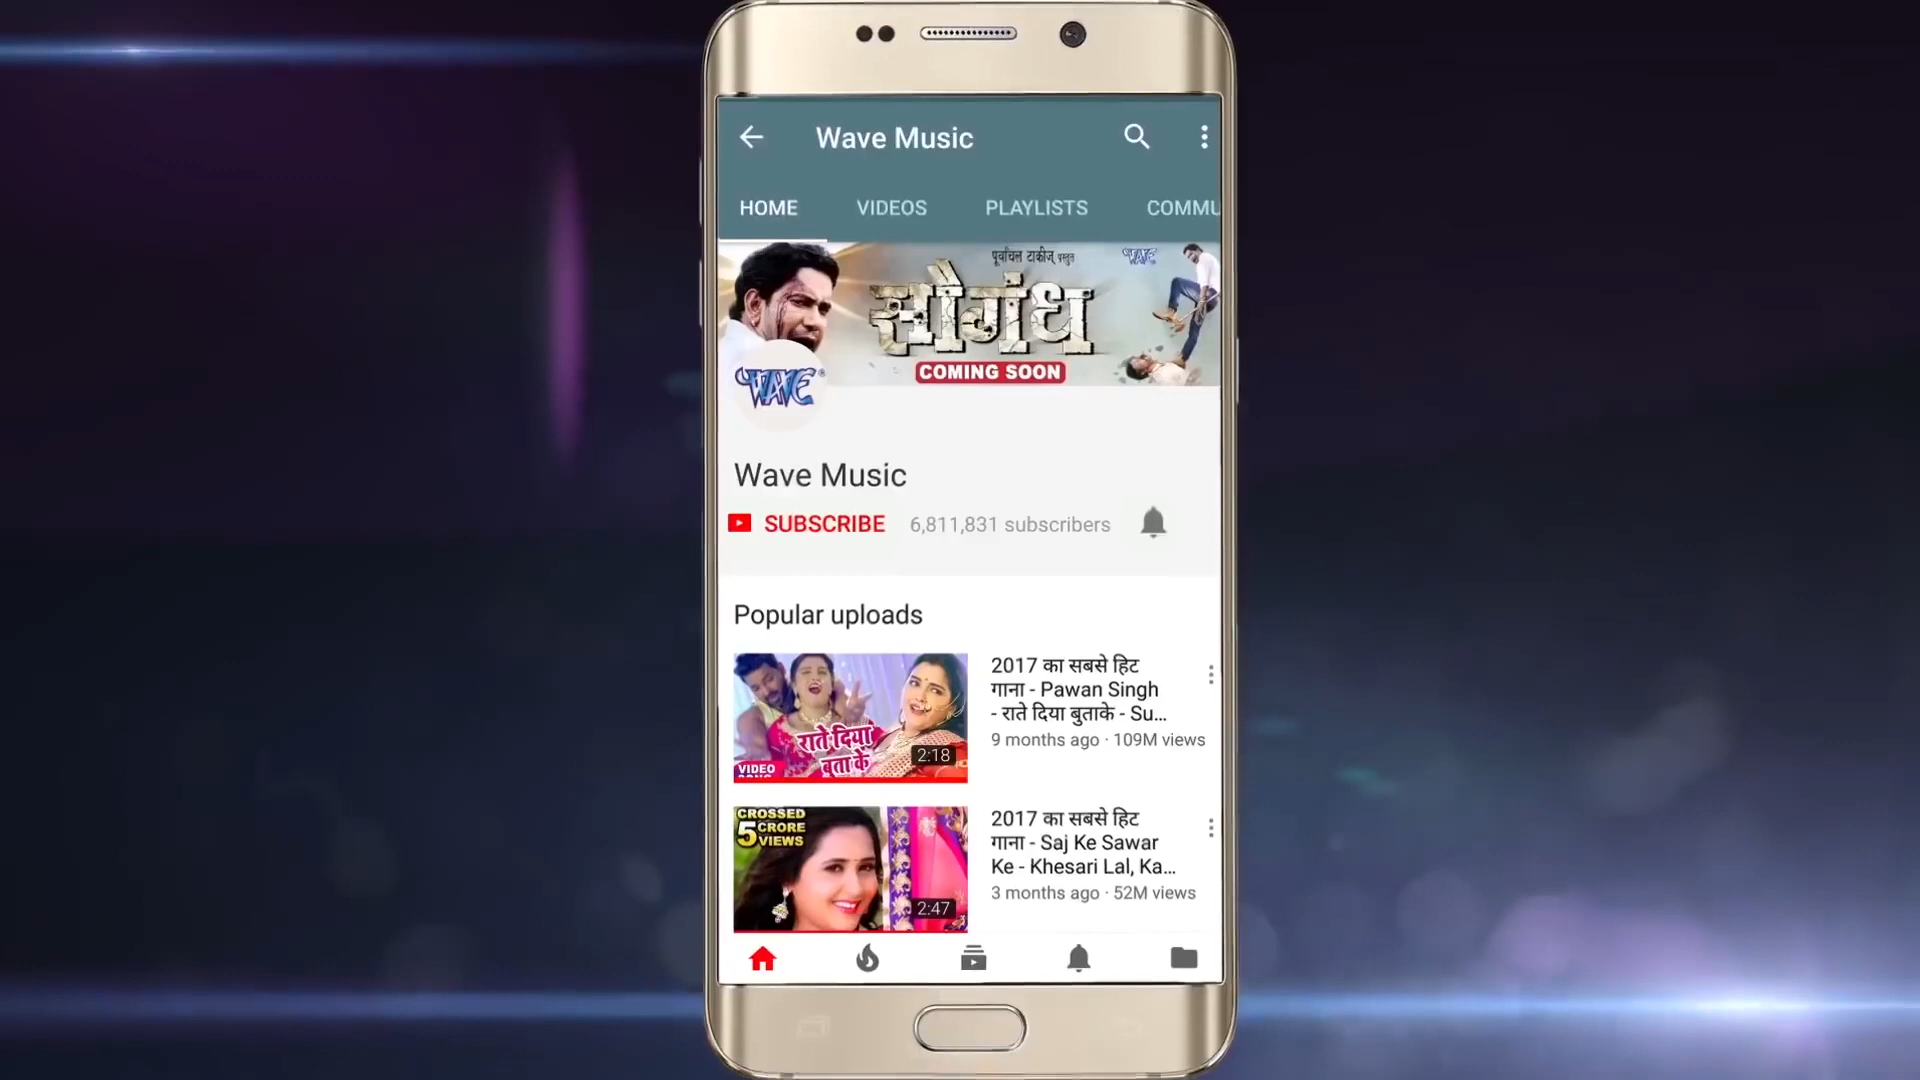 Wave Music
HOME VIDEOS PLAYLISTS COMMU
पूर्वांचल टाकीज् प्रस्तुत
WAVE
सौगंध
COMING SOON
WAVE
Wave Music
SUBSCRIBE 6,811,831 subscribers
Popular uploads
राते दिया
बुता के
VIDEO
SONG
2:18
2017 का सबसे हिट
गाना - Pawan Singh
- राते दिया बुताके - Su...
9 months ago · 109M views
CROSSED
5 CRORE
VIEWS
2:47
2017 का सबसे हिट
गाना - Saj Ke Sawar
Ke - Khesari Lal, Ka...
3 months ago · 52M views